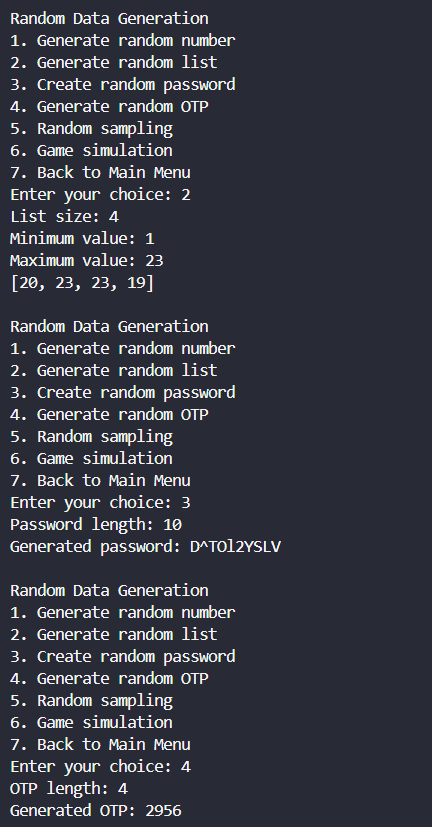 Random Data Generation
1. Generate random number
2. Generate random list
3. Create random password
4. Generate random OTP
5. Random sampling
6. Game simulation
7. Back to Main Menu
Enter your choice: 2
List size: 4
Minimum value: 1
Maximum value: 23
[20, 23, 23, 19]

Random Data Generation
1. Generate random number
2. Generate random list
3. Create random password
4. Generate random OTP
5. Random sampling
6. Game simulation
7. Back to Main Menu
Enter your choice: 3
Password length: 10
Generated password: D^TOl2YSLV

Random Data Generation
1. Generate random number
2. Generate random list
3. Create random password
4. Generate random OTP
5. Random sampling
6. Game simulation
7. Back to Main Menu
Enter your choice: 4
OTP length: 4
Generated OTP: 2956